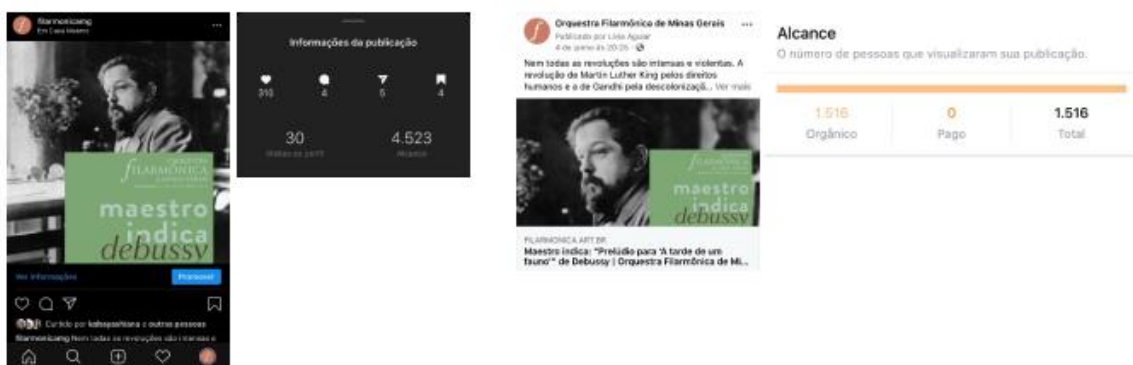 filarmonicamg
ORQUESTRA
FILARMÔNICA
maestro
indica
debussy
Ver informações
Promover
Curtido por kobayashiana e outras pessoas
filarmonicamg Nem todas as revoluções são intensas e
Informações da publicação
310
4
5
4
30
4.523
Visitas ao perfil
Alcance
Orquestra Filarmônica de Minas Gerais
Publicado por Livia Aguiar
4 de junho às 20:25
Nem todas as revoluções são intensas e violentas. A
revolução de Martin Luther King pelos direitos
humanos e a de Gandhi pela descolonizaçã... Ver mais
FILARMÔNICA
maestro
indica
debussy
FILARMONICA.ART.BR
Maestro indica: "Prelúdio para 'A tarde de um
fauno'" de Debussy | Orquestra Filarmônica de Mi...
Alcance
O número de pessoas que visualizaram sua publicação.
1.516
0
1.516
Orgânico
Pago
Total